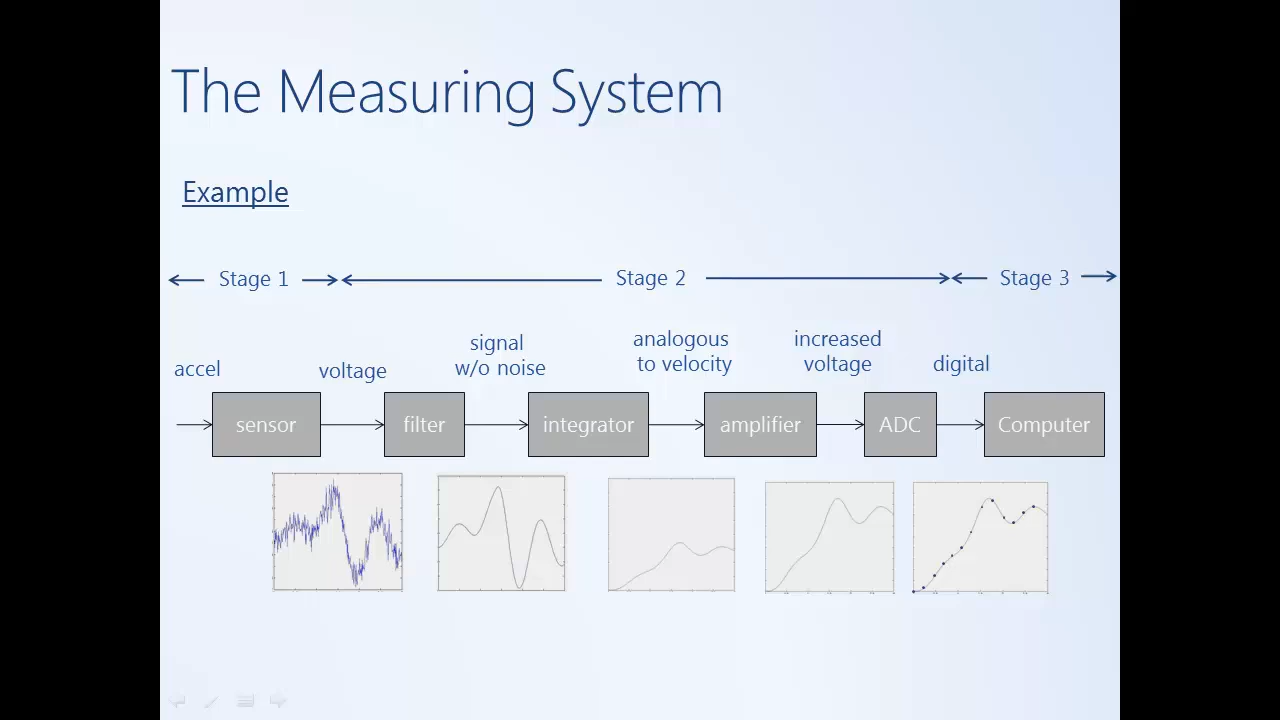 The Measuring System
Example
Stage 1
Stage 2
Stage 3
accel
voltage
signal
w/o noise
analogous
to velocity
increased
voltage
digital
sensor
filter
integrator
amplifier
ADC
Computer